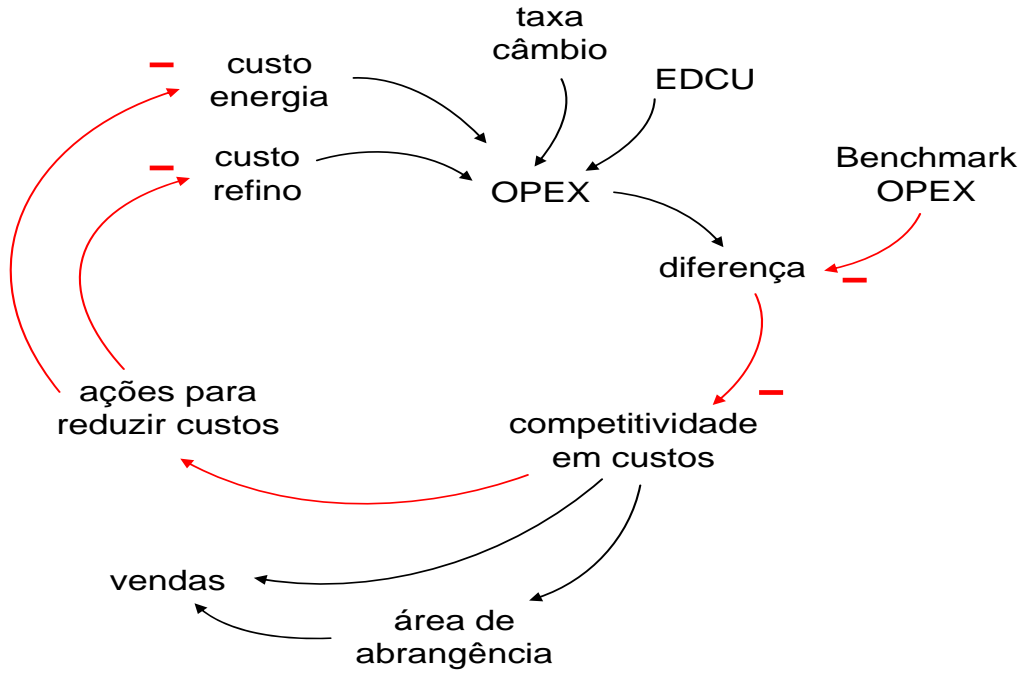 taxa
câmbio
custo
energia
EDCU
custo
refino
OPEX
Benchmark
OPEX
diferença
ações para
reduzir custos
competitividade
em custos
vendas
área de
abrangência